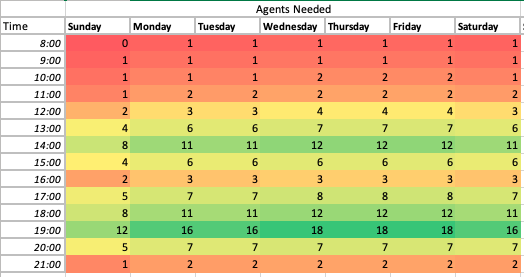 Agents Needed
Time Sunday Monday Tuesday Wednesday Thursday Friday Saturday
8:00 0 1 1 1 1 1 1
9:00 1 1 1 1 1 1 1
10:00 1 1 1 2 2 2 1
11:00 1 2 2 2 2 2 2
12:00 2 3 3 4 4 4 3
13:00 4 6 6 7 7 7 6
14:00 8 11 11 12 12 12 11
15:00 4 6 6 6 6 6 6
16:00 2 3 3 3 3 3 3
17:00 5 7 7 8 8 8 7
18:00 8 11 11 12 12 12 11
19:00 12 16 16 18 18 18 16
20:00 5 7 7 7 7 7 7
21:00 1 2 2 2 2 2 2